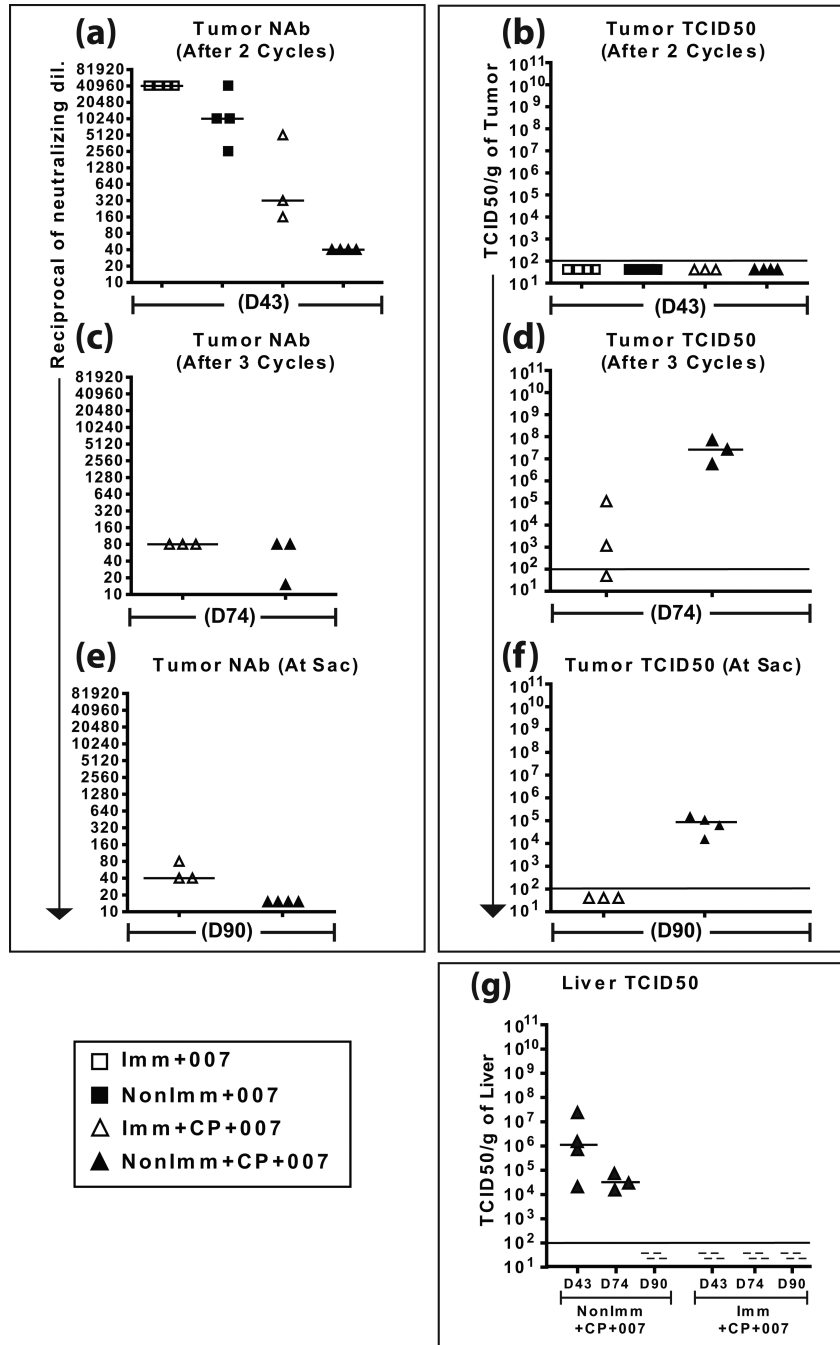 (a)
Tumor NAb
(After 2 Cycles)
Reciprocal of neutralizing dil.
81920
40960
20480
10240
5120
2560
1280
640
320
160
80
40
20
10
(D43)
(b)
Tumor TCID50
(After 2 Cycles)
TCID50/g of Tumor
10^11
10^10
10^9
10^8
10^7
10^6
10^5
10^4
10^3
10^2
10^1
(D43)
(c)
Tumor NAb
(After 3 Cycles)
81920
40960
20480
10240
5120
2560
1280
640
320
160
80
40
20
10
(D74)
(d)
Tumor TCID50
(After 3 Cycles)
10^11
10^10
10^9
10^8
10^7
10^6
10^5
10^4
10^3
10^2
10^1
(D74)
(e)
Tumor NAb (At Sac)
81920
40960
20480
10240
5120
2560
1280
640
320
160
80
40
20
10
(D90)
(f)
Tumor TCID50 (At Sac)
10^11
10^10
10^9
10^8
10^7
10^6
10^5
10^4
10^3
10^2
10^1
(D90)
(g)
Liver TCID50
TCID50/g of Liver
10^11
10^10
10^9
10^8
10^7
10^6
10^5
10^4
10^3
10^2
10^1
D43 D74 D90 D43 D74 D90
NonImm Imm
+CP+007 +CP+007
Imm+007
NonImm+007
Imm+CP+007
NonImm+CP+007